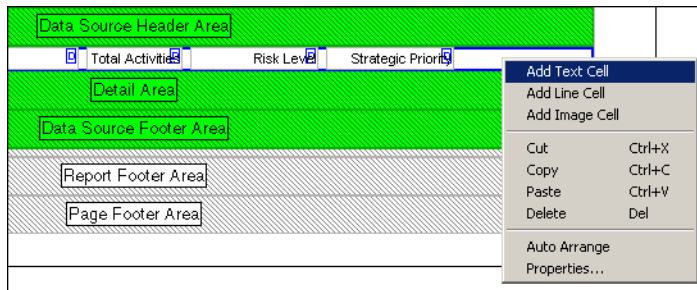 Data Source Header Area
D Total Activities D Risk Level D Strategic Priority D
Detail Area
Data Source Footer Area
Report Footer Area
Page Footer Area
Add Text Cell
Add Line Cell
Add Image Cell
Cut Ctrl+X
Copy Ctrl+C
Paste Ctrl+V
Delete Del
Auto Arrange
Properties...